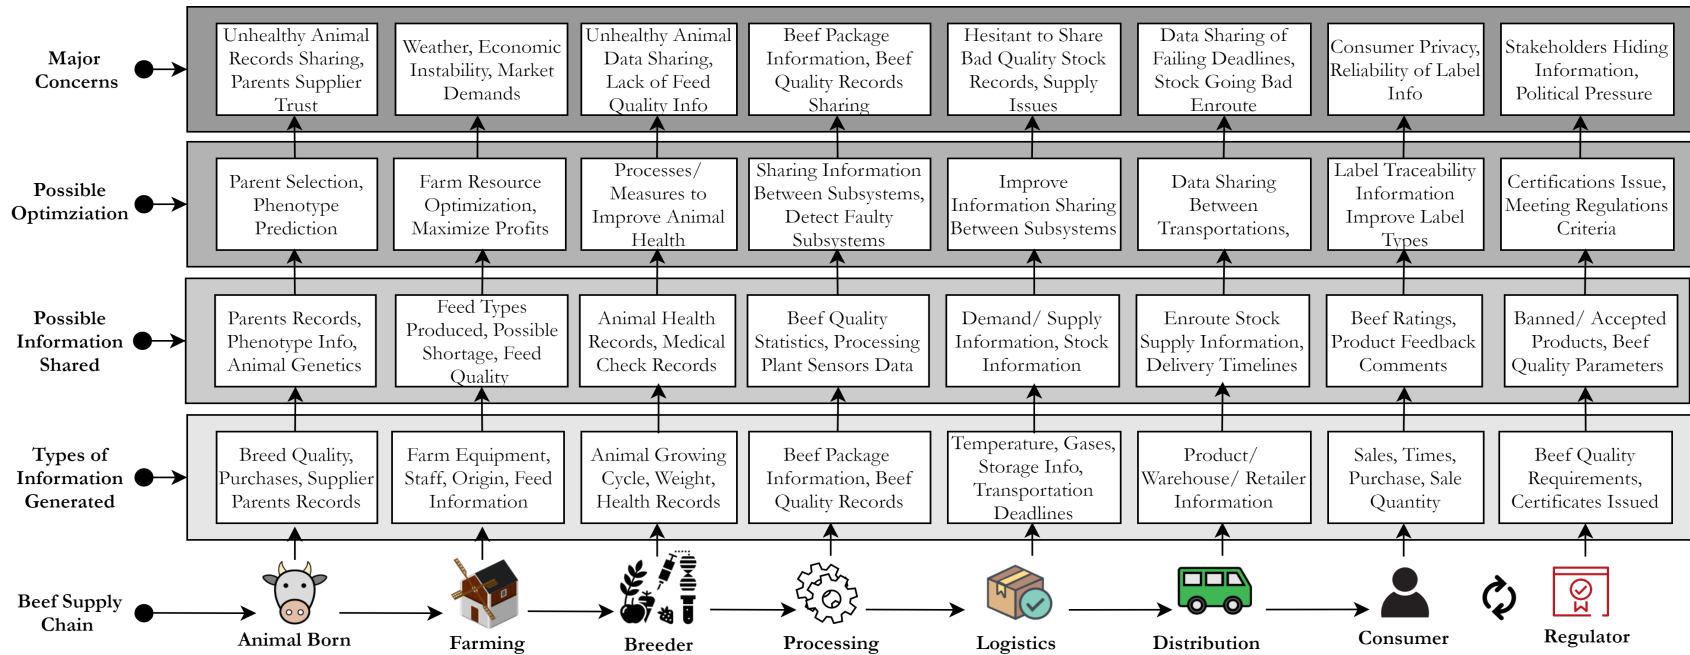 Major
Concerns
Unhealthy Animal
Records Sharing,
Parents Supplier
Trust
Weather, Economic
Instability, Market
Demands
Unhealthy Animal
Data Sharing,
Lack of Feed
Quality Info
Beef Package
Information, Beef
Quality Records
Sharing
Hesitant to Share
Bad Quality Stock
Records, Supply
Issues
Data Sharing of
Failing Deadlines,
Stock Going Bad
Enroute
Consumer Privacy,
Reliability of Label
Info
Stakeholders Hiding
Information,
Political Pressure
Possible
Optimziation
Parent Selection,
Phenotype
Prediction
Farm Resource
Optimization,
Maximize Profits
Processes/
Measures to
Improve Animal
Health
Sharing Information
Between Subsystems,
Detect Faulty
Subsystems
Improve
Information Sharing
Between Subsystems
Data Sharing
Between
Transportations,
Label Traceability
Information
Improve Label
Types
Certifications Issue,
Meeting Regulations
Criteria
Possible
Information
Shared
Parents Records,
Phenotype Info,
Animal Genetics
Feed Types
Produced, Possible
Shortage, Feed
Quality
Animal Health
Records, Medical
Check Records
Beef Quality
Statistics, Processing
Plant Sensors Data
Demand/ Supply
Information, Stock
Information
Enroute Stock
Supply Information,
Delivery Timelines
Beef Ratings,
Product Feedback
Comments
Banned/ Accepted
Products, Beef
Quality Parameters
Types of
Information
Generated
Breed Quality,
Purchases, Supplier
Parents Records
Farm Equipment,
Staff, Origin, Feed
Information
Animal Growing
Cycle, Weight,
Health Records
Beef Package
Information, Beef
Quality Records
Temperature, Gases,
Storage Info,
Transportation
Deadlines
Product/
Warehouse/ Retailer
Information
Sales, Times,
Purchase, Sale
Quantity
Beef Quality
Requirements,
Certificates Issued
Beef Supply
Chain
Animal Born
Farming
Breeder
Processing
Logistics
Distribution
Consumer
Regulator